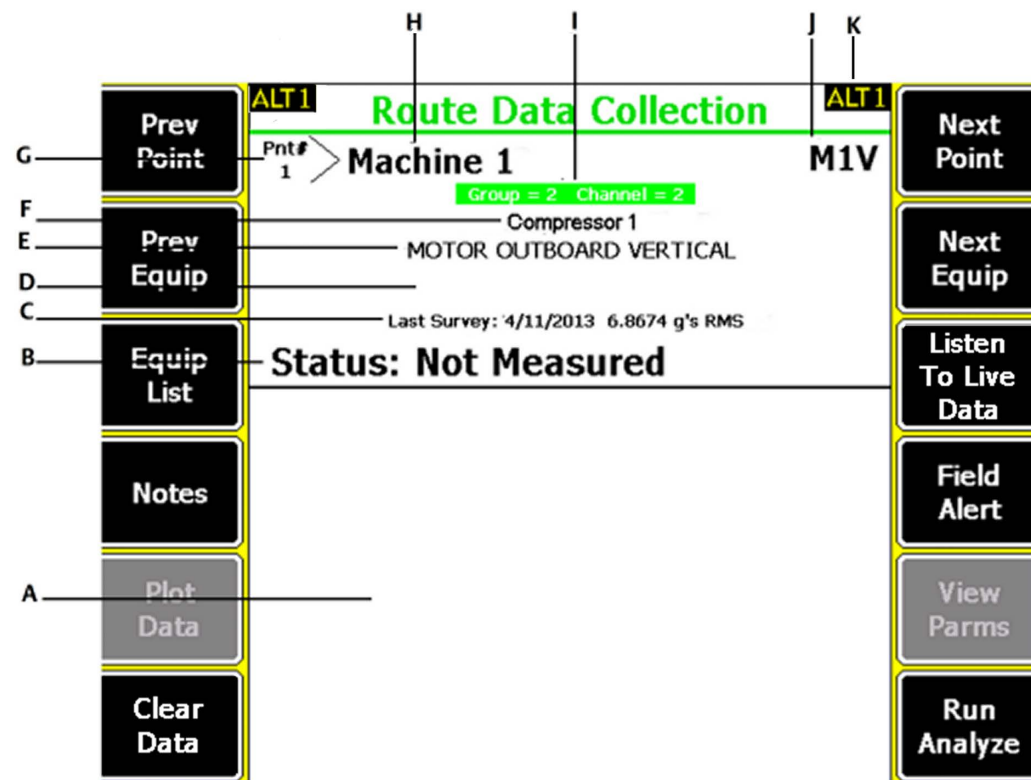 H I J K
ALT1 Route Data Collection ALT1
Prev Point
Next Point
G
Pnt# 1
Machine 1
M1V
Group = 2 Channel = 2
F
Compressor 1
E
MOTOR OUTBOARD VERTICAL
Prev Equip
Next Equip
D
C
Last Survey: 4/11/2013 6.8674 g's RMS
B
Equip List
Status: Not Measured
Listen To Live Data
Notes
Field Alert
A
Plot Data
View Parms
Clear Data
Run Analyze